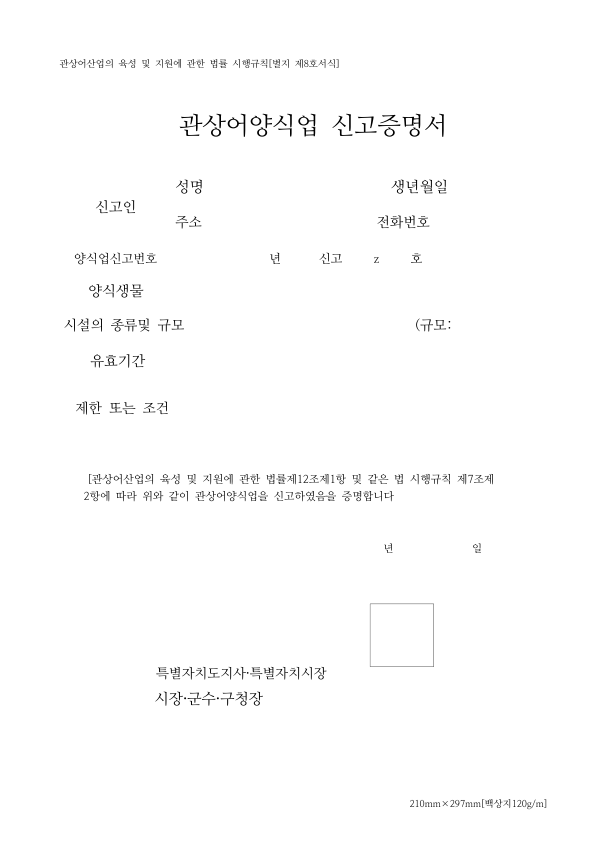 관상어산업의 육성 및 지원에 관한 법률 시행규칙[별지 제8호서식]
관상어양식업 신고증명서
성명 생년월일
신고인
주소 전화번호
양식업신고번호 년 신고 z 호
양식생물
시설의 종류및 규모 (규모:
유효기간
제한 또는 조건
[관상어산업의 육성 및 지원에 관한 법률제12조제1항 및 같은 법 시행규칙 제7조제
2항에 따라 위와 같이 관상어양식업을 신고하였음을 증명합니다
년 일
특별자치도지사·특별자치시장
시장·군수·구청장
210mm×297mm[백상지120g/m]